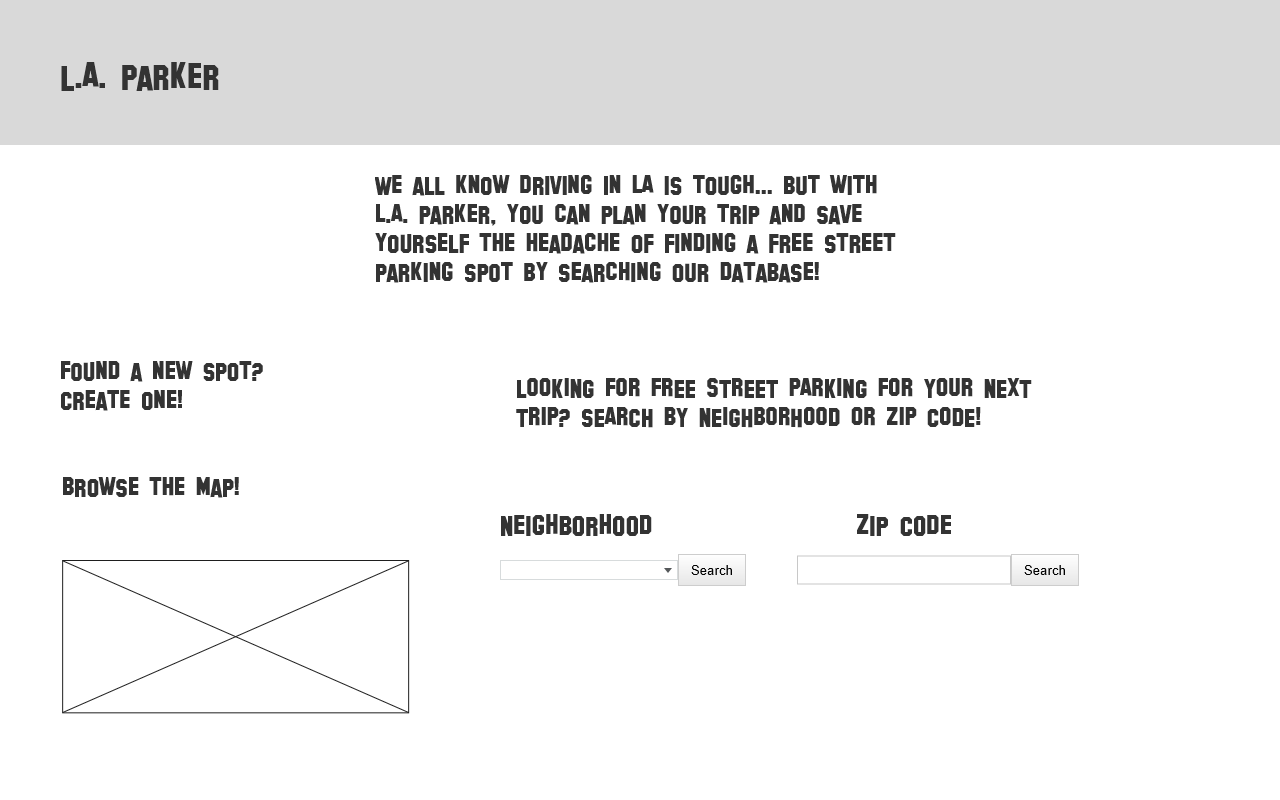 L.A. PARKER
WE ALL KNOW DRIVING IN LA IS TOUGH... BUT WITH
L.A. PARKER, YOU CAN PLAN YOUR TRIP AND SAVE
YOURSELF THE HEADACHE OF FINDING A FREE STREET
PARKING SPOT BY SEARCHING OUR DATABASE!
FOUND A NEW SPOT?
CREATE ONE!
LOOKING FOR FREE STREET PARKING FOR YOUR NEXT
TRIP? SEARCH BY NEIGHBORHOOD OR ZIP CODE!
BROWSE THE MAP!
NEIGHBORHOOD
ZIP CODE
Search
Search